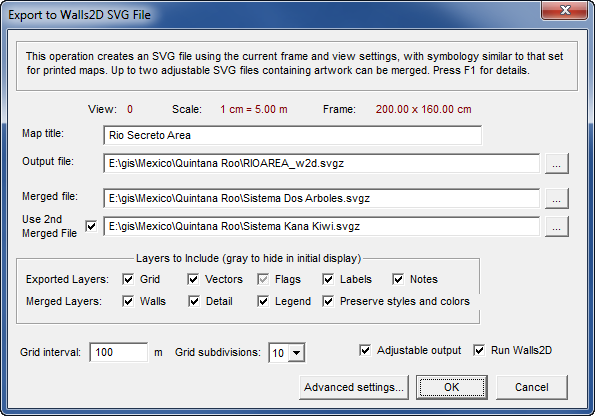 Export to Walls2D SVG File
This operation creates an SVG file using the current frame and view settings, with symbology similar to that set
for printed maps. Up to two adjustable SVG files containing artwork can be merged. Press F1 for details.
View: 0 Scale: 1 cm = 5.00 m Frame: 200.00 x 160.00 cm
Map title: Rio Secreto Area
Output file: E:\gis\Mexico\Quintana Roo\RIOAREA_w2d.svgz ...
Merged file: E:\gis\Mexico\Quintana Roo\Sistema Dos Arboles.svgz ...
Use 2nd
Merged File E:\gis\Mexico\Quintana Roo\Sistema Kana Kiwi.svgz ...
Layers to Include (gray to hide in initial display)
Exported Layers: Grid Vectors Flags Labels Notes
Merged Layers: Walls Detail Legend Preserve styles and colors
Grid interval: 100 m Grid subdivisions: 10 Adjustable output Run Walls2D
Advanced settings... OK Cancel